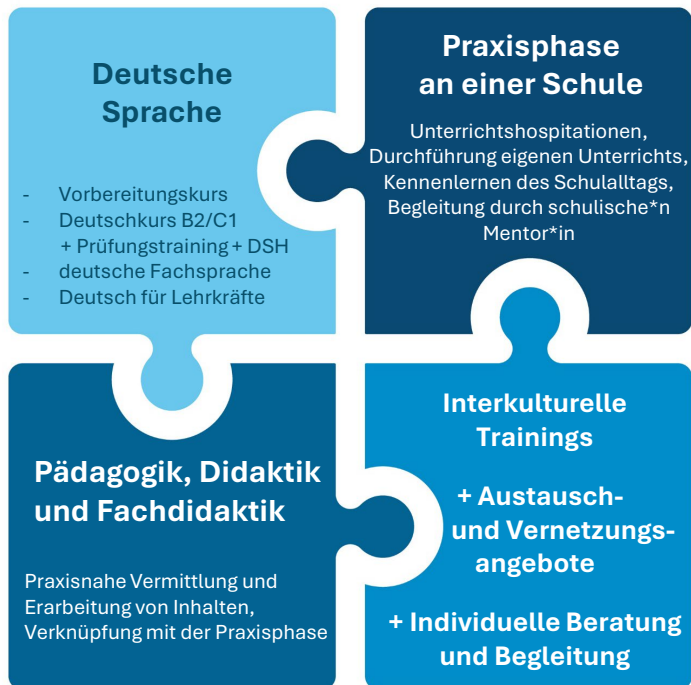 Deutsche
Sprache
- Vorbereitungskurs
- Deutschkurs B2/C1
+ Prüfungstraining + DSH
- deutsche Fachsprache
- Deutsch für Lehrkräfte
Praxisphase
an einer Schule
Unterrichtshospitationen,
Durchführung eigenen Unterrichts,
Kennenlernen des Schulalltags,
Begleitung durch schulische*n
Mentor*in
Pädagogik, Didaktik
und Fachdidaktik
Praxisnahe Vermittlung und
Erarbeitung von Inhalten,
Verknüpfung mit der Praxisphase
Interkulturelle
Trainings
+ Austausch-
und Vernetzungs-
angebote
+ Individuelle Beratung
und Begleitung